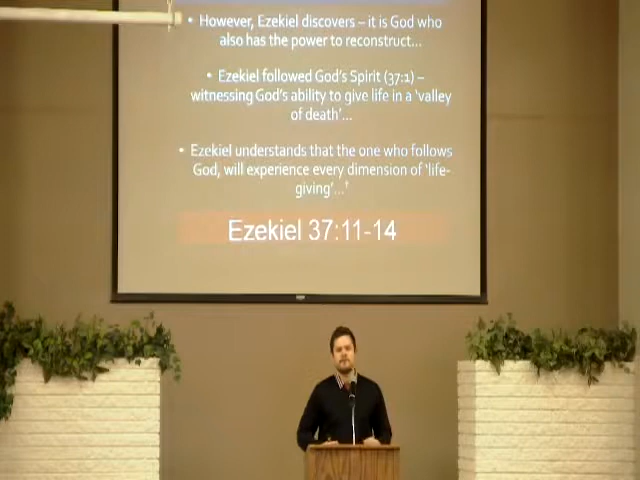 • However, Ezekiel discovers – it is God who
also has the power to reconstruct...
• Ezekiel followed God's Spirit (37:1) –
witnessing God's ability to give life in a 'valley
of death'...
• Ezekiel understands that the one who follows
God, will experience every dimension of 'life-
giving'...†
Ezekiel 37:11-14